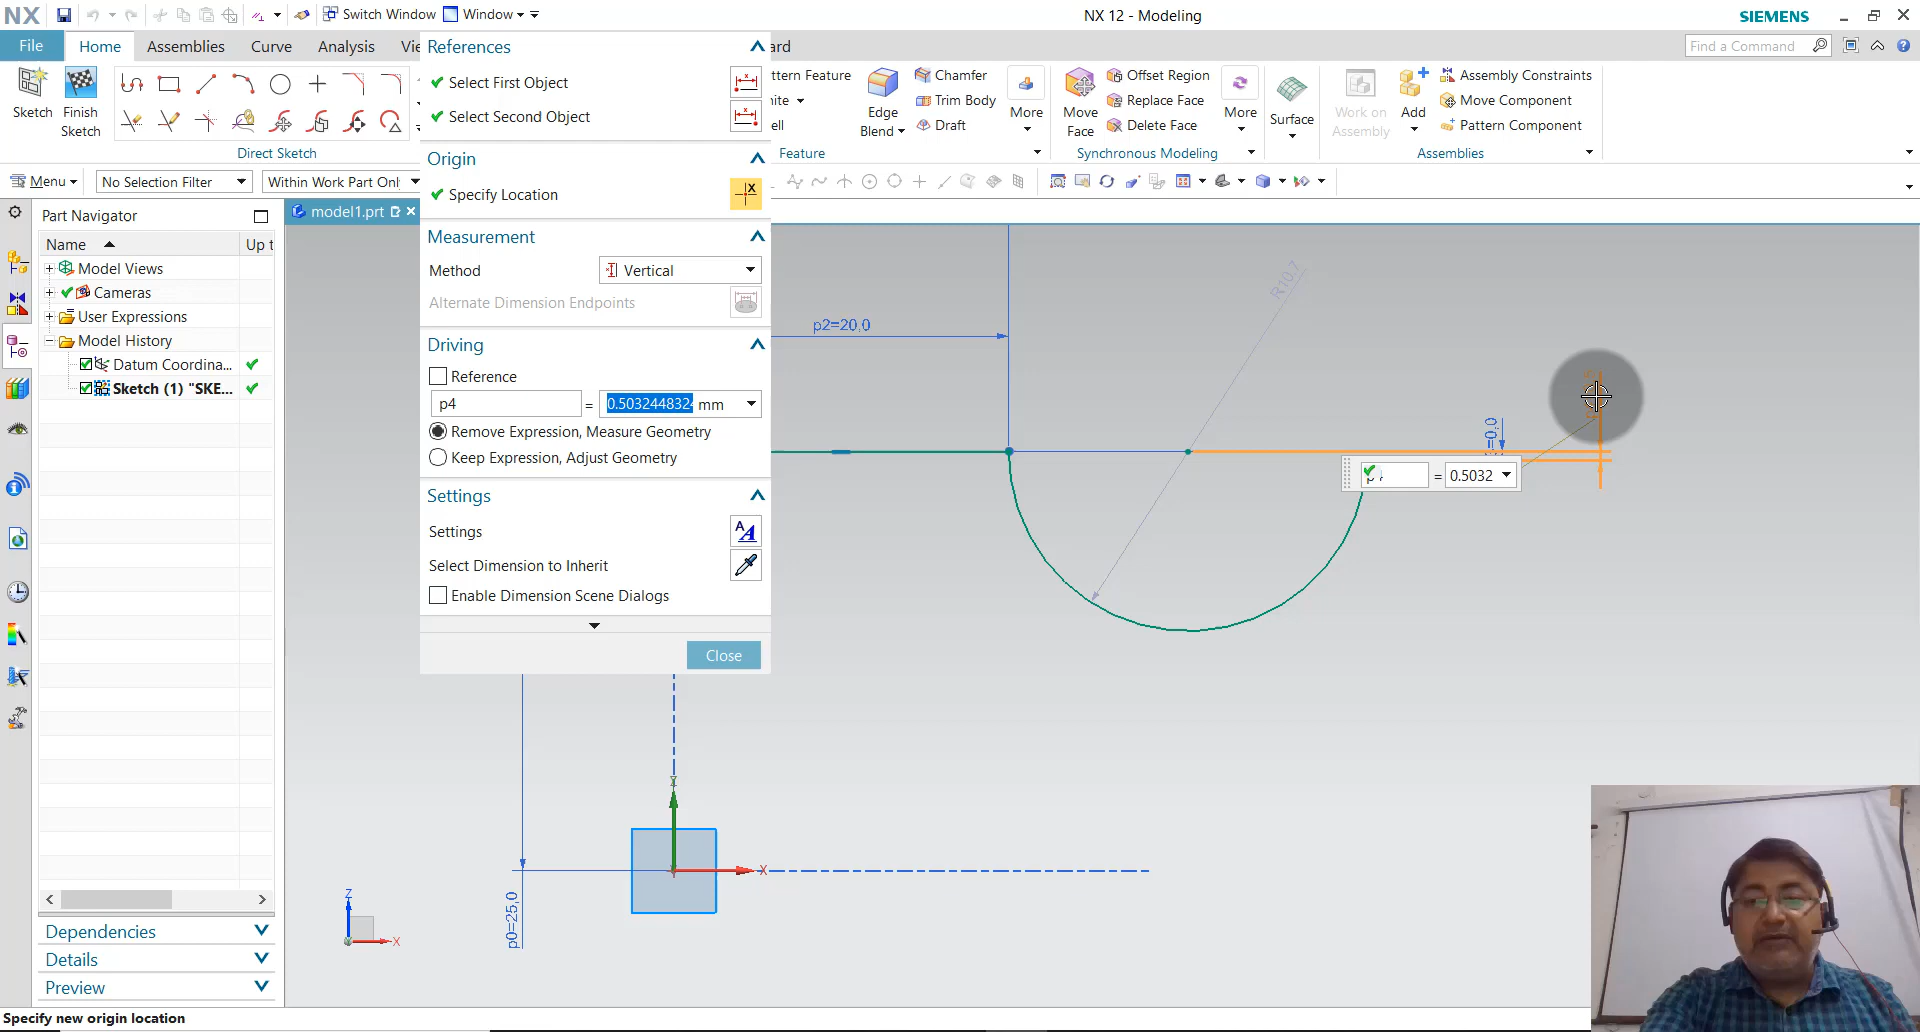 NX
Switch Window
Window
NX 12 - Modeling
SIEMENS
File
Home
Assemblies
Curve
Analysis
Find a Command
References
Select First Object
Select Second Object
Sketch
Finish
Sketch
Direct Sketch
Edge
Blend
Chamfer
Trim Body
Draft
More
Feature
Move
Face
Offset Region
Replace Face
Delete Face
More
Synchronous Modeling
Surface
Work on
Assembly
Add
Assembly Constraints
Move Component
Pattern Component
Assemblies
Menu
No Selection Filter
Within Work Part Onl
Origin
Specify Location
Part Navigator
model1.prt
Name
Up t
Model Views
Cameras
User Expressions
Model History
Datum Coordina...
Sketch (1) "SKE...
Measurement
Method
Vertical
Alternate Dimension Endpoints
Driving
Reference
p4
=
0.503244832
mm
Remove Expression, Measure Geometry
Keep Expression, Adjust Geometry
Settings
Settings
Select Dimension to Inherit
Enable Dimension Scene Dialogs
Close
p2=20,0
R10,7
=0,0
= 0.5032
Z
X
p0=25,0
Z
X
Dependencies
Details
Preview
Specify new origin location